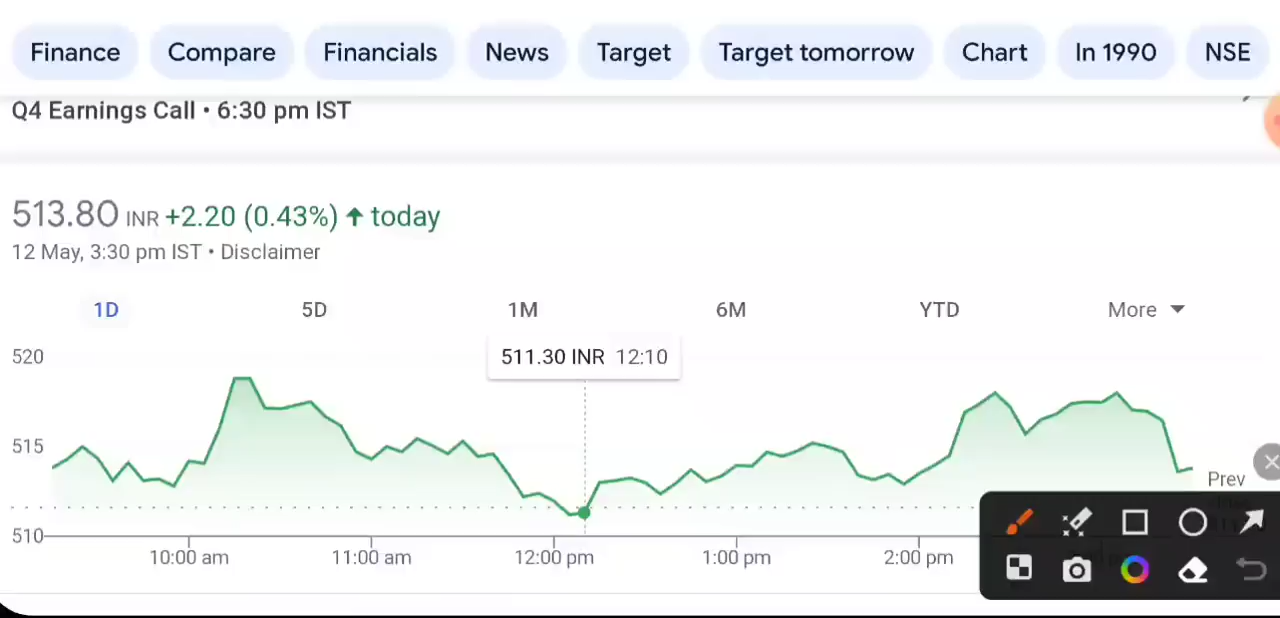 Finance Compare Financials News Target Target tomorrow Chart In 1990 NSE
Q4 Earnings Call • 6:30 pm IST
513.80 INR +2.20 (0.43%) ↑ today
12 May, 3:30 pm IST • Disclaimer
1D 5D 1M 6M YTD More
511.30 INR 12:10
520
515
Prev
510
10:00 am 11:00 am 12:00 pm 1:00 pm 2:00 pm